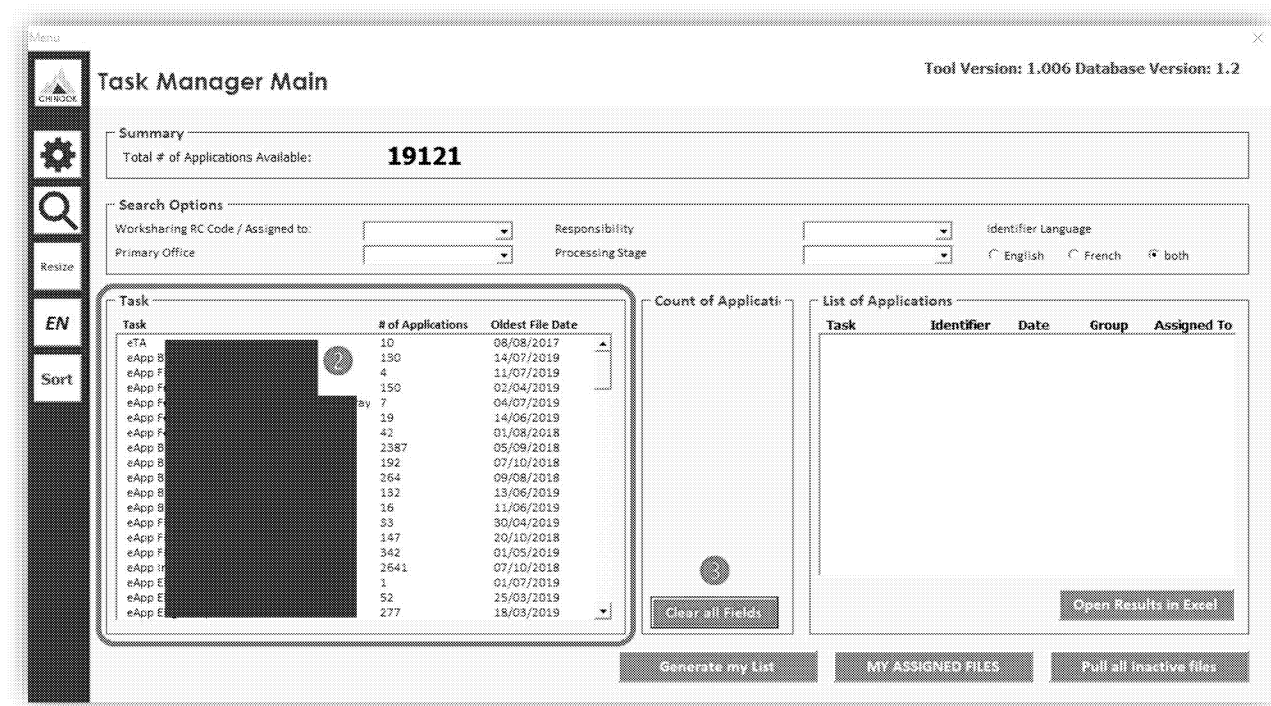 Menu
CHINOOK
Task Manager Main
Tool Version: 1.006 Database Version: 1.2
Summary
Total # of Applications Available: 19121
Search Options
Worksharing RC Code / Assigned to: Responsibility Identifier Language
Primary Office Processing Stage English French both
Resize
EN
Sort
Task Count of Applicati List of Applications
Task # of Applications Oldest File Date Task Identifier Date Group Assigned To
eTA 10 08/08/2017
eApp B 130 14/07/2019
2
eApp F 4 11/07/2019
eApp F 150 02/04/2019
eApp F ay 7 04/07/2019
eApp F 19 14/06/2019
eApp F 42 01/08/2018
eApp B 2387 05/09/2018
eApp B 192 07/10/2018
eApp B 264 09/08/2018
eApp B 132 13/06/2019
eApp B 16 11/06/2019
eApp F 33 30/04/2019
eApp F 147 20/10/2018
eApp F 342 01/05/2019
eApp Ir 2641 07/10/2018
eApp E 1 01/07/2019
eApp E 52 25/03/2019
eApp E 277 18/03/2019
3
Clear all Fields
Open Results in Excel
Generate my List MY ASSIGNED FILES Pull all inactive files